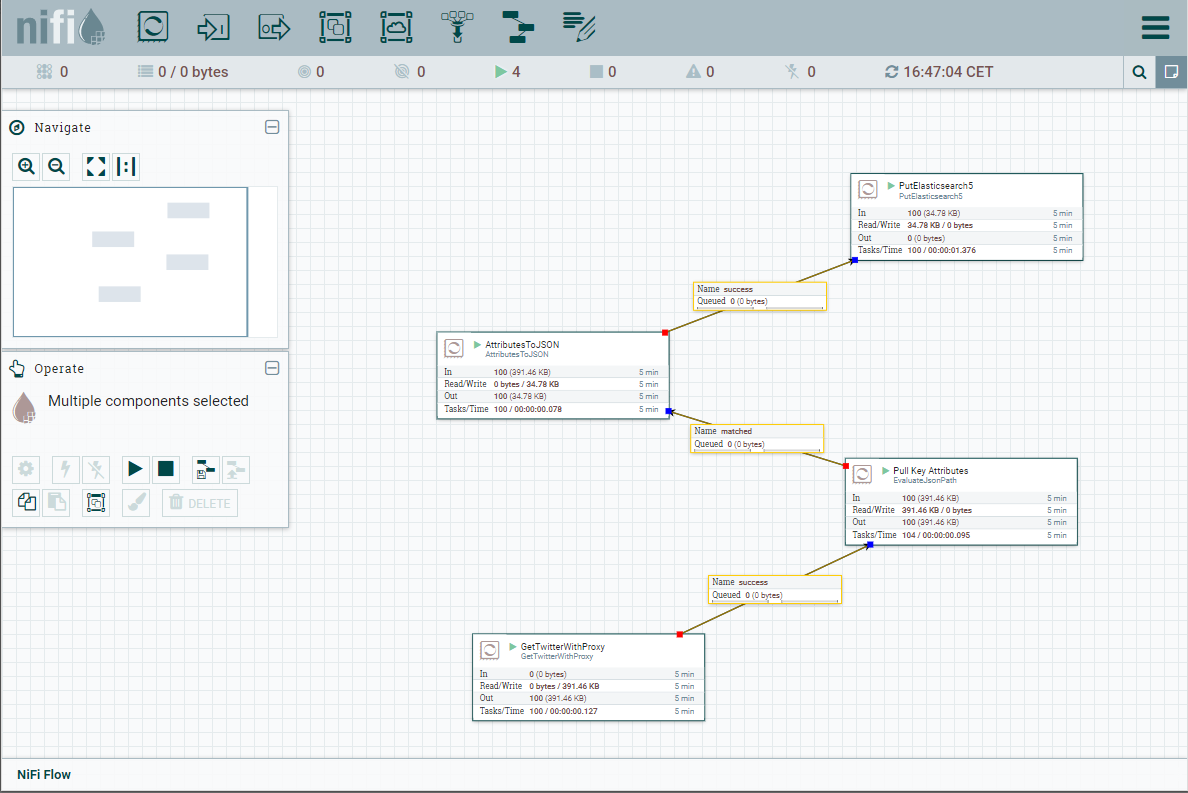 nifi
0
0 / 0 bytes
0
0
4
0
0
0
16:47:04 CET
Navigate
Operate
Multiple components selected
DELETE
PutElasticsearch5
PutElasticsearch5
In 100 (34.78 KB) 5 min
Read/Write 34.78 KB / 0 bytes 5 min
Out 0 (0 bytes) 5 min
Tasks/Time 100 / 00:00:01.376 5 min
Name success
Queued 0 (0 bytes)
AttributesToJSON
AttributesToJSON
In 100 (391.46 KB) 5 min
Read/Write 0 bytes / 34.78 KB 5 min
Out 100 (34.78 KB) 5 min
Tasks/Time 100 / 00:00:00.078 5 min
Name matched
Queued 0 (0 bytes)
Pull Key Attributes
EvaluateJsonPath
In 100 (391.46 KB) 5 min
Read/Write 391.46 KB / 0 bytes 5 min
Out 100 (391.46 KB) 5 min
Tasks/Time 104 / 00:00:00.095 5 min
Name success
Queued 0 (0 bytes)
GetTwitterWithProxy
GetTwitterWithProxy
In 0 (0 bytes) 5 min
Read/Write 0 bytes / 391.46 KB 5 min
Out 100 (391.46 KB) 5 min
Tasks/Time 100 / 00:00:00.127 5 min
NiFi Flow